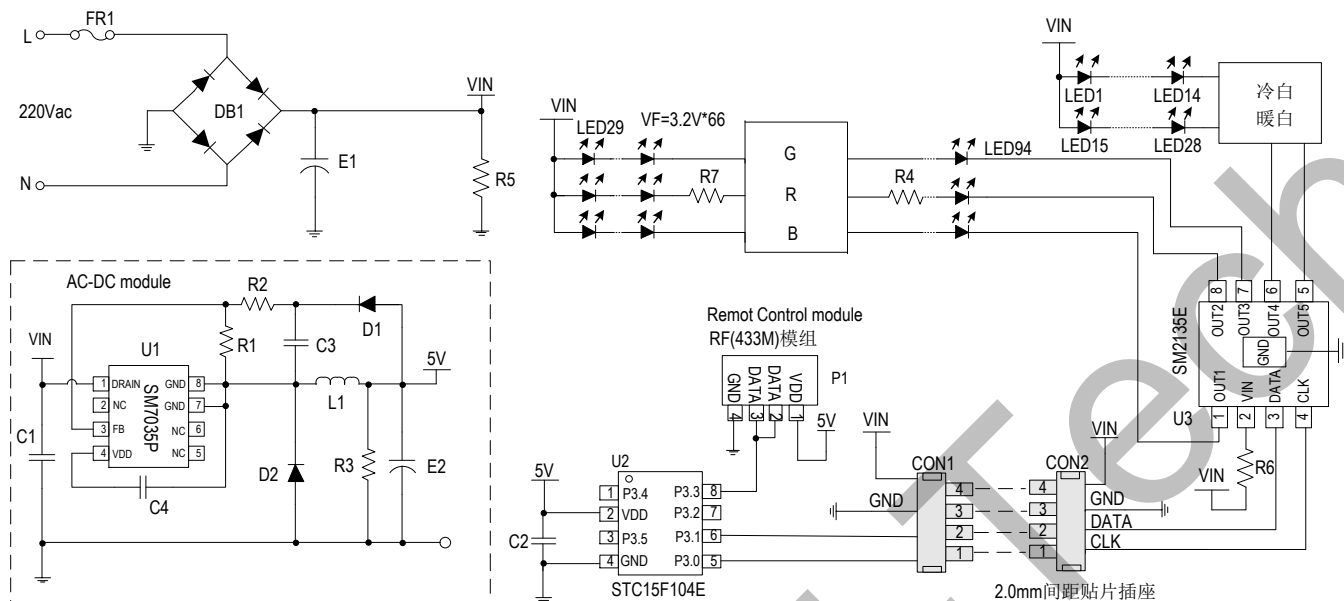 FR1
L
220Vac
DB1
N
VIN
E1
R5
AC-DC module
VIN
U1
SM7035P
1 DRAIN
2 NC
3 FB
4 VDD
GND 8
GND 7
NC 6
NC 5
C1
C4
R2
R1
C3
D1
5V
L1
D2
R3
E2
VIN
LED29
VF=3.2V*66
G
R
B
R7
R4
LED94
VIN
LED1
LED14
LED15
LED28
冷白
暖白
Remot Control module
RF(433M)模组
P1
GND
DATA
DATA
VDD
4
3
2
1
5V
5V
C2
U2
1 P3.4
2 VDD
3 P3.5
4 GND
P3.3 8
P3.2 7
P3.1 6
P3.0 5
STC15F104E
VIN
GND
CON1
4
3
2
1
CON2
4
3
2
1
VIN
GND
DATA
CLK
2.0mm间距贴片插座
SM2135E
U3
8
7
6
5
OUT2
OUT3
OUT4
OUT5
GND
OUT1
VIN
DATA
CLK
1
2
3
4
VIN
R6
Tech